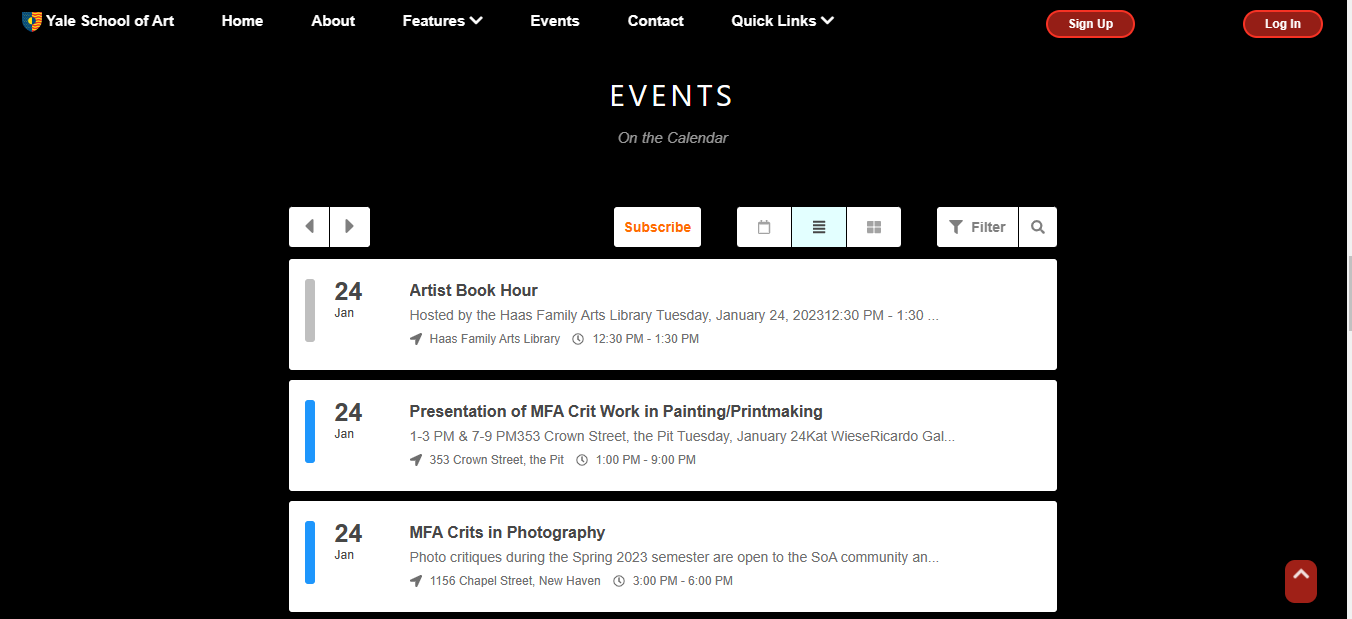 Yale School of Art Home About Features Events Contact Quick Links Sign Up Log In
EVENTS
On the Calendar
Subscribe Filter
24 Artist Book Hour
Jan Hosted by the Haas Family Arts Library Tuesday, January 24, 202312:30 PM - 1:30 ...
Haas Family Arts Library 12:30 PM - 1:30 PM
24 Presentation of MFA Crit Work in Painting/Printmaking
Jan 1-3 PM & 7-9 PM353 Crown Street, the Pit Tuesday, January 24Kat WieseRicardo Gal...
353 Crown Street, the Pit 1:00 PM - 9:00 PM
24 MFA Crits in Photography
Jan Photo critiques during the Spring 2023 semester are open to the SoA community an...
1156 Chapel Street, New Haven 3:00 PM - 6:00 PM